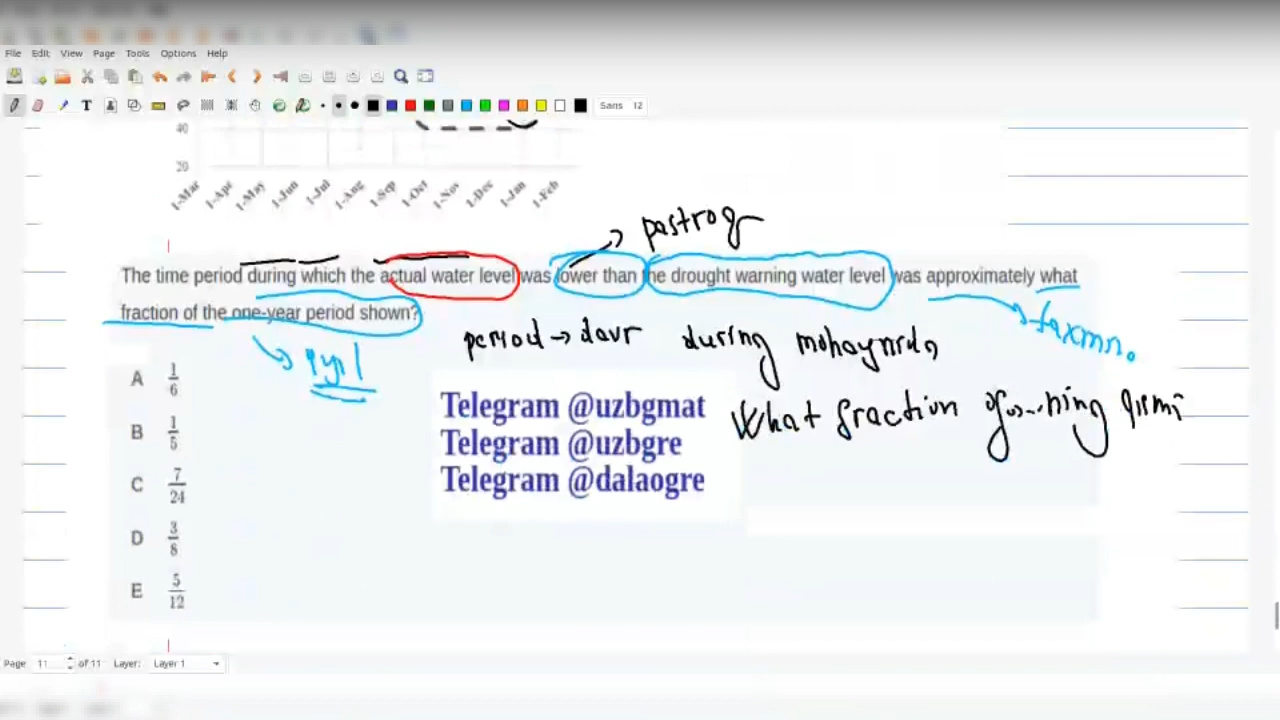 File Edit View Page Tools Options Help
Sans 12
40
20
1-Mar 1-Apr 1-May 1-Jun 1-Jul 1-Aug 1-Sep 1-Oct 1-Nov 1-Dec 1-Jan 1-Feb
pastroq
The time period during which the actual water level was lower than the drought warning water level was approximately what
fraction of the one-year period shown?
period → davr during mobaynida
taxmn.
A 1/6
Telegram @uzbgmat
What fraction of
qismi
B 1/5
Telegram @uzbgre
C 7/24
Telegram @dalaogre
D 3/8
E 5/12
Page 11 of 11 Layer: Layer 1